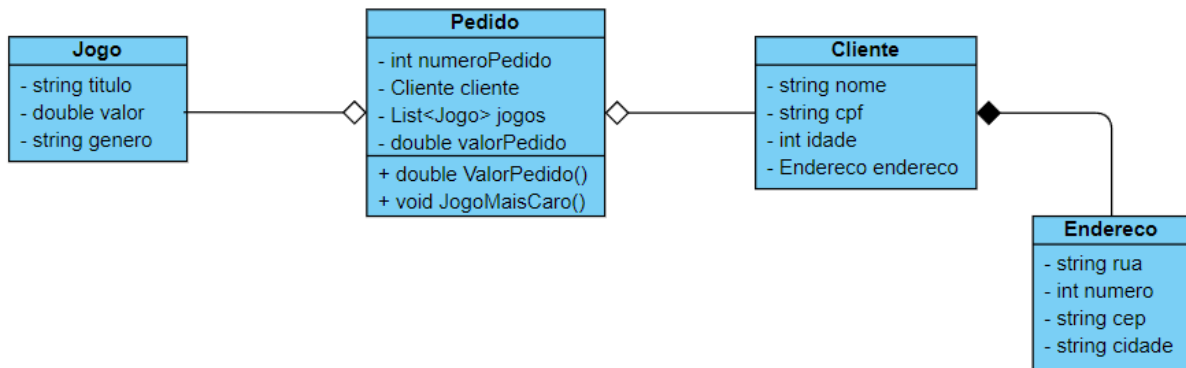 Jogo
- string titulo
- double valor
- string genero
Pedido
- int numeroPedido
- Cliente cliente
- List<Jogo> jogos
- double valorPedido
+ double ValorPedido()
+ void JogoMaisCaro()
Cliente
- string nome
- string cpf
- int idade
- Endereco endereco
Endereco
- string rua
- int numero
- string cep
- string cidade